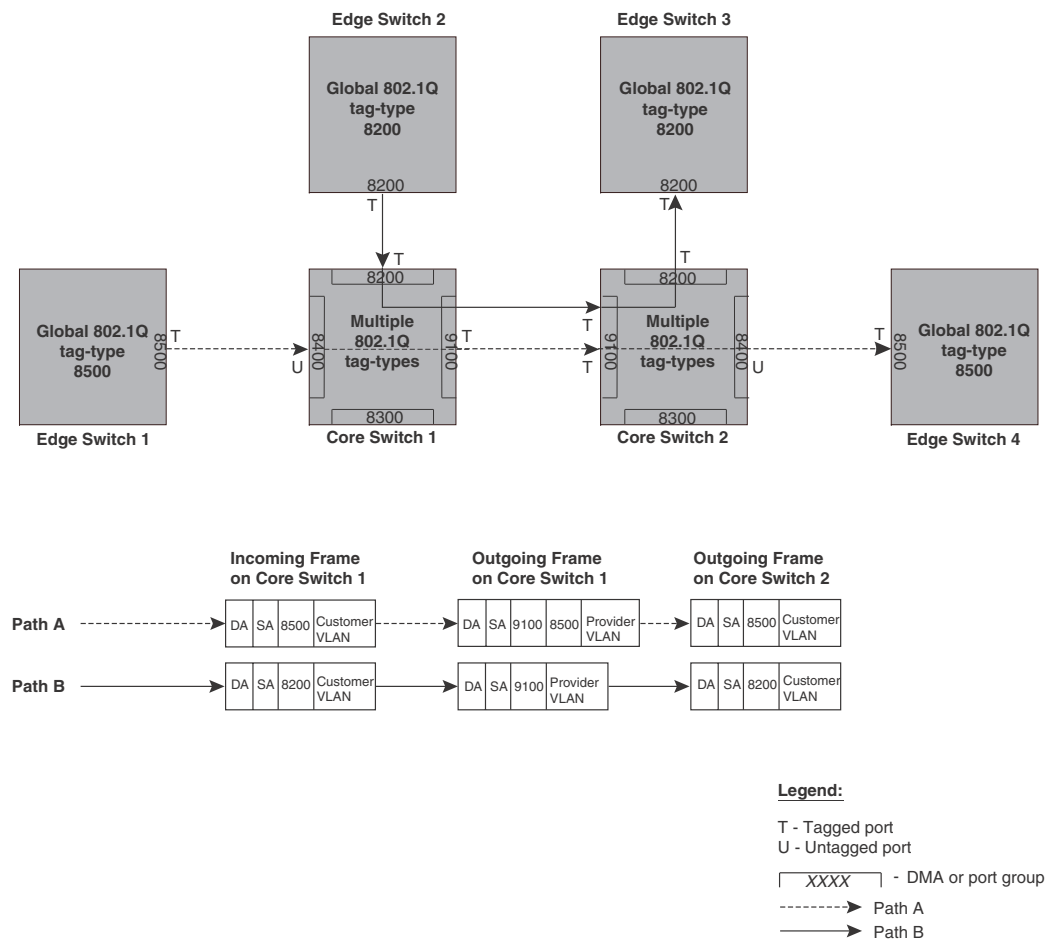 Edge Switch 2
Edge Switch 3
Global 802.1Q
tag-type
8200
8200
T
Global 802.1Q
tag-type
8200
8200
T
Global 802.1Q
tag-type
8500
8500
T
Edge Switch 1
T
8200
U
8400
Multiple
802.1Q
tag-types
9100
T
8300
Core Switch 1
T
8200
T
T
9100
Multiple
802.1Q
tag-types
8400
U
8300
Core Switch 2
T
8500
Global 802.1Q
tag-type
8500
Edge Switch 4
Incoming Frame
on Core Switch 1
Outgoing Frame
on Core Switch 1
Outgoing Frame
on Core Switch 2
Path A
DA SA 8500 Customer
VLAN
DA SA 9100 8500 Provider
VLAN
DA SA 8500 Customer
VLAN
Path B
DA SA 8200 Customer
VLAN
DA SA 9100 Provider
VLAN
DA SA 8200 Customer
VLAN
Legend:
T - Tagged port
U - Untagged port
XXXX - DMA or port group
Path A
Path B